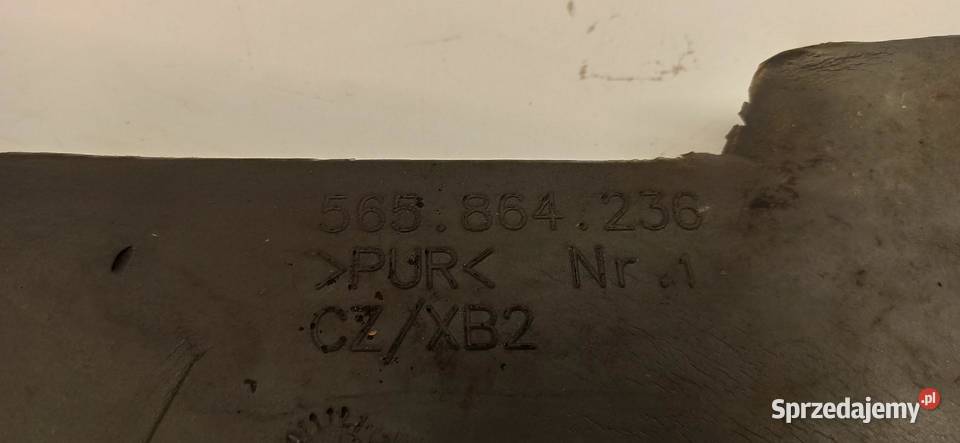 565.864.236
>PUR< Nr.1
CZ/XB2
Sprzedajemy.pl